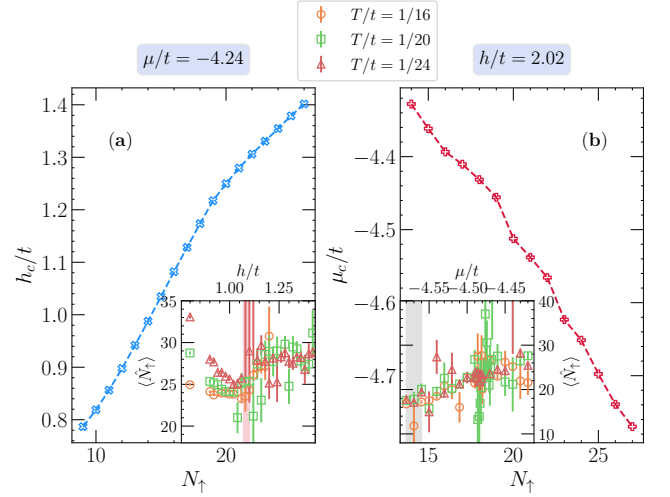 T/t = 1/16
T/t = 1/20
T/t = 1/24
μ/t = −4.24
h/t = 2.02
(a)
h_c/t
1.4
1.3
1.2
1.1
1.0
0.9
0.8
10
20
N↑
h/t
1.00
1.25
35
30
25
20
15
⟨N̂↑⟩
(b)
μ_c/t
−4.4
−4.5
−4.6
−4.7
15
20
25
N↑
μ/t
−4.55
−4.50
−4.45
40
30
20
10
⟨N̂↑⟩